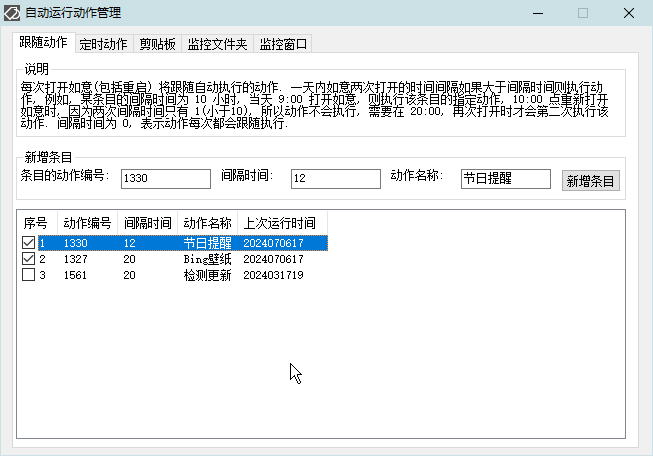 自动运行动作管理
跟随动作 定时动作 剪贴板 监控文件夹 监控窗口
说明
每次打开如意(包括重启) 将跟随自动执行的动作. 一天内如意两次打开的时间间隔如果大于间隔时间则执行动
作, 例如, 某条目的间隔时间为 10 小时, 当天 9:00 打开如意, 则执行该条目的指定动作, 10:00 点重新打开
如意时, 因为两次间隔时间只有 1(小于10), 所以动作不会执行, 需要在 20:00, 再次打开时才会第二次执行该
动作. 间隔时间为 0, 表示动作每次都会跟随执行.
新增条目
条目的动作编号: 1330 间隔时间: 12 动作名称: 节日提醒 新增条目
序号 动作编号 间隔时间 动作名称 上次运行时间
1 1330 12 节日提醒 2024070617
2 1327 20 Bing壁纸 2024070617
3 1561 20 检测更新 2024031719